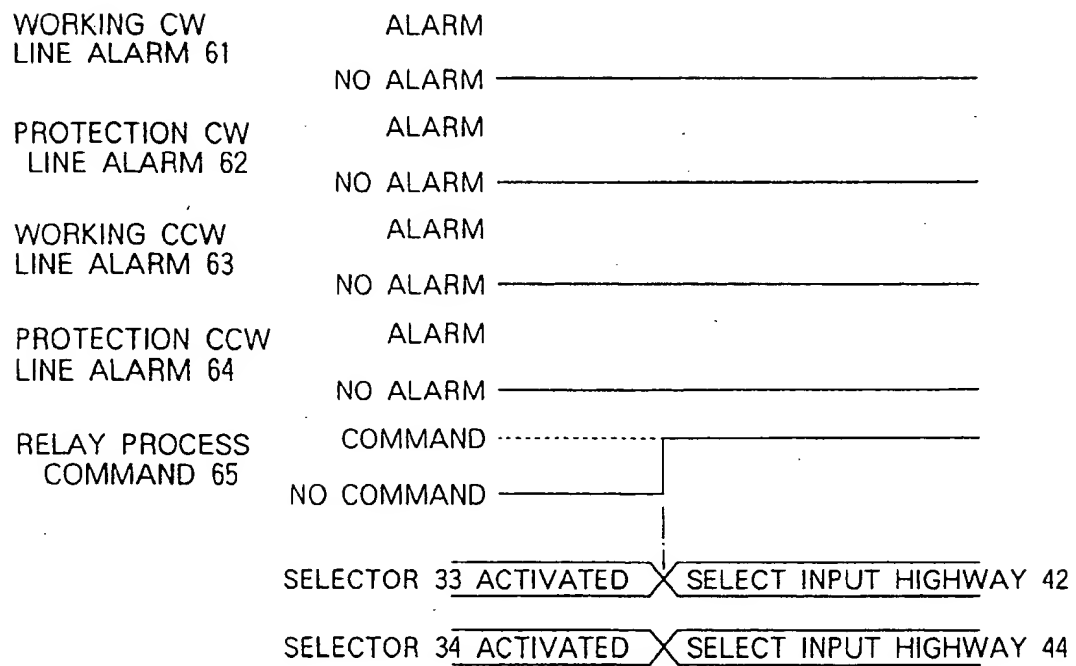 WORKING CW
LINE ALARM 61
ALARM
NO ALARM
PROTECTION CW
LINE ALARM 62
ALARM
NO ALARM
WORKING CCW
LINE ALARM 63
ALARM
NO ALARM
PROTECTION CCW
LINE ALARM 64
ALARM
NO ALARM
RELAY PROCESS
COMMAND 65
COMMAND
NO COMMAND
SELECTOR 33 ACTIVATED SELECT INPUT HIGHWAY 42
SELECTOR 34 ACTIVATED SELECT INPUT HIGHWAY 44